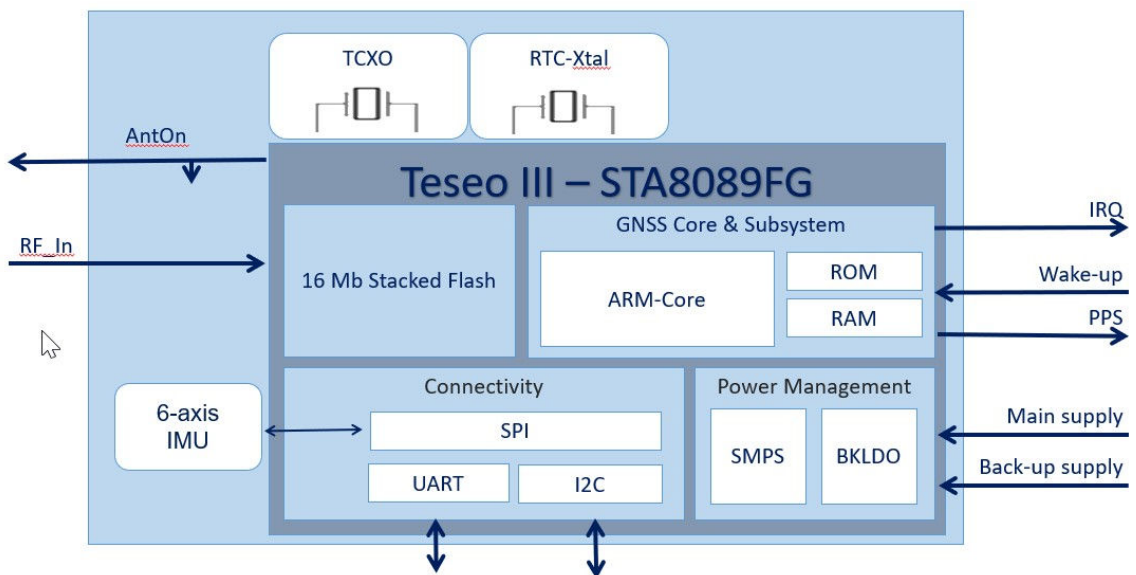 TCXO
RTC-Xtal
AntOn
Teseo III – STA8089FG
RF_In
16 Mb Stacked Flash
GNSS Core & Subsystem
ARM-Core
ROM
RAM
IRQ
Wake-up
PPS
6-axis
IMU
Connectivity
SPI
UART
I2C
Power Management
SMPS
BKLDO
Main supply
Back-up supply